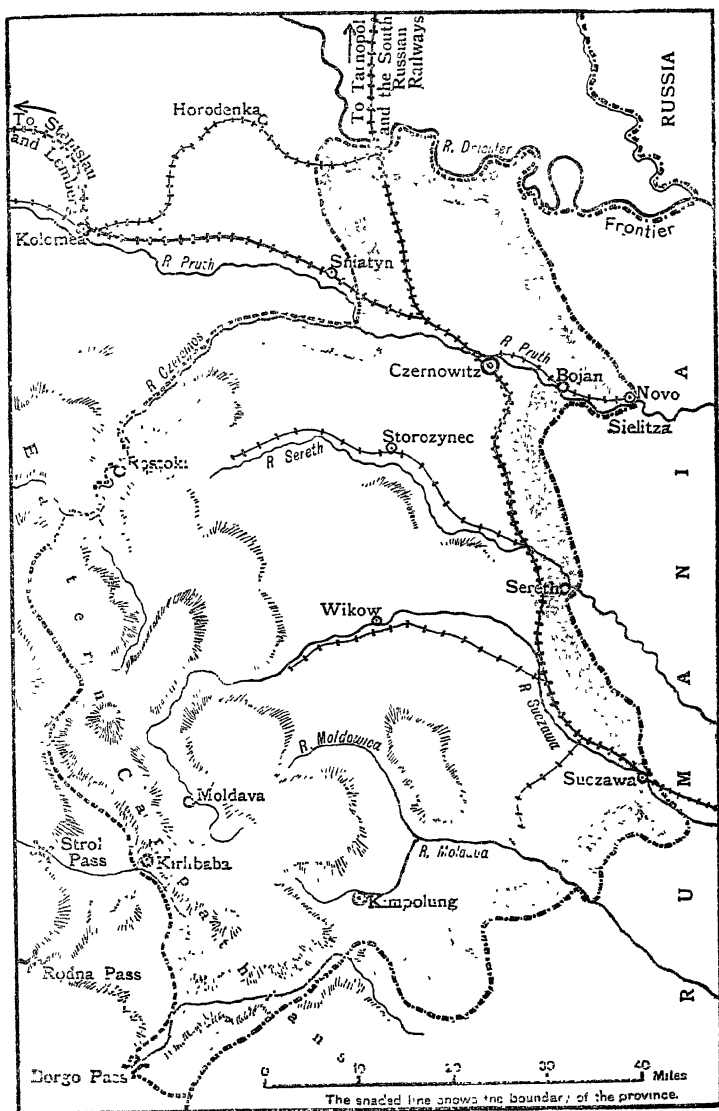 To Stanislau
and Lemberg
Horodenka
To Tarnopol
and the South
Russian
Railways
RUSSIA
R. Dniester
Frontier
Kolomea
R Pruth
Sniatyn
R Czeremos
R Pruth
Czernowitz
Bojan
Novo
Sielitza
Storozynec
R Sereth
Rostoki
Sereth
Wikow
R Suczawa
R. Moldowica
Suczawa
Moldava
R. Moldava
Strol
Pass
Kirlibaba
Kimpolung
Rodna Pass
Borgo Pass
Carpathians
RUMANIA
0 10 20 30 40 Miles
The shaded line shows the boundary of the province.